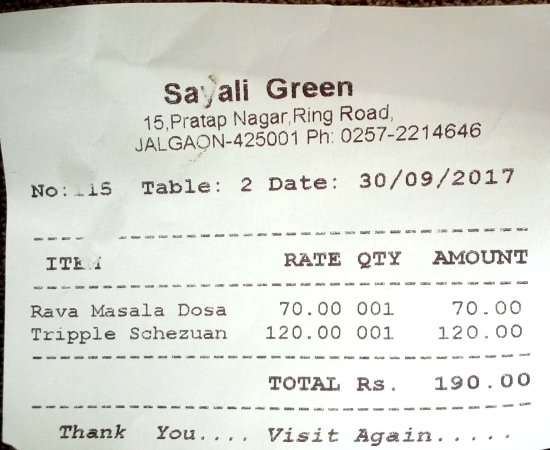 Sayali Green
15,Pratap Nagar,Ring Road,
JALGAON-425001 Ph: 0257-2214646
No: Table: 2 Date: 30/09/2017
ITEM RATE QTY AMOUNT
Rava Masala Dosa 70.00 001 70.00
Tripple Schezuan 120.00 001 120.00
TOTAL Rs. 190.00
Thank You.... Visit Again.....